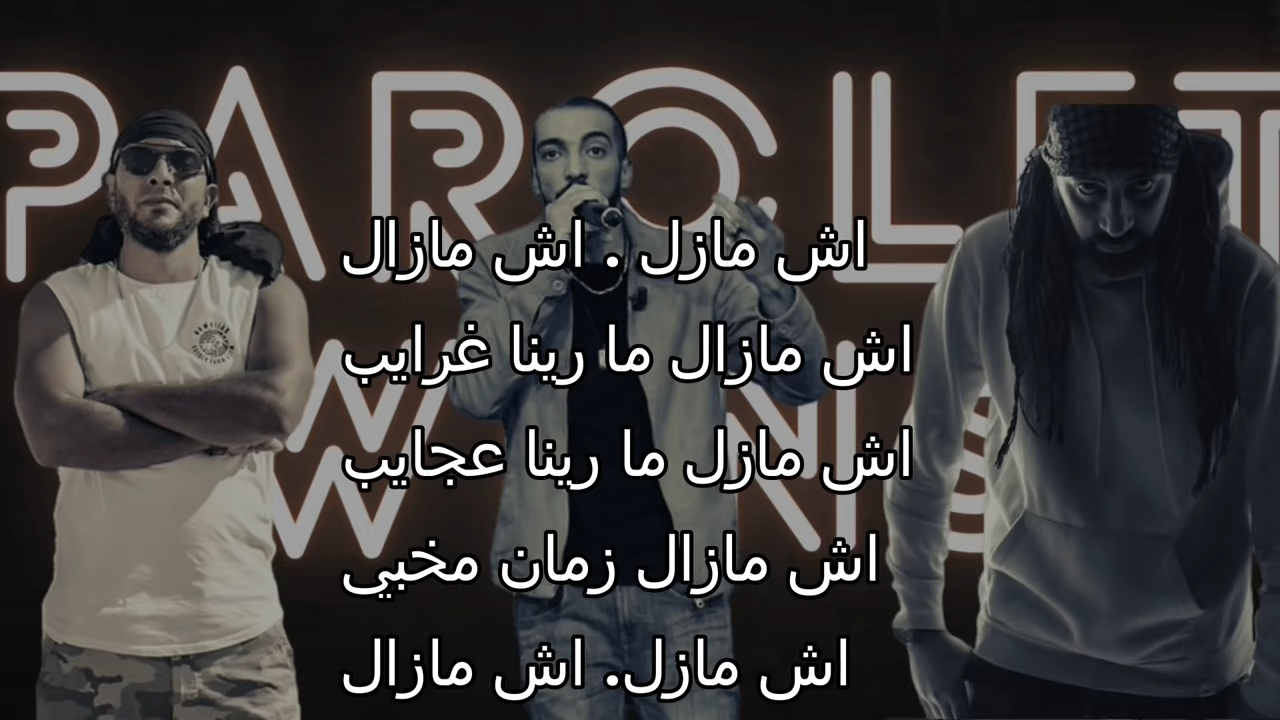 PAROLET
اش مازل . اش مازال
اش مازال ما رينا غرايب
اش مازل ما رينا عجايب
اش مازال زمان مخبي
اش مازل. اش مازال